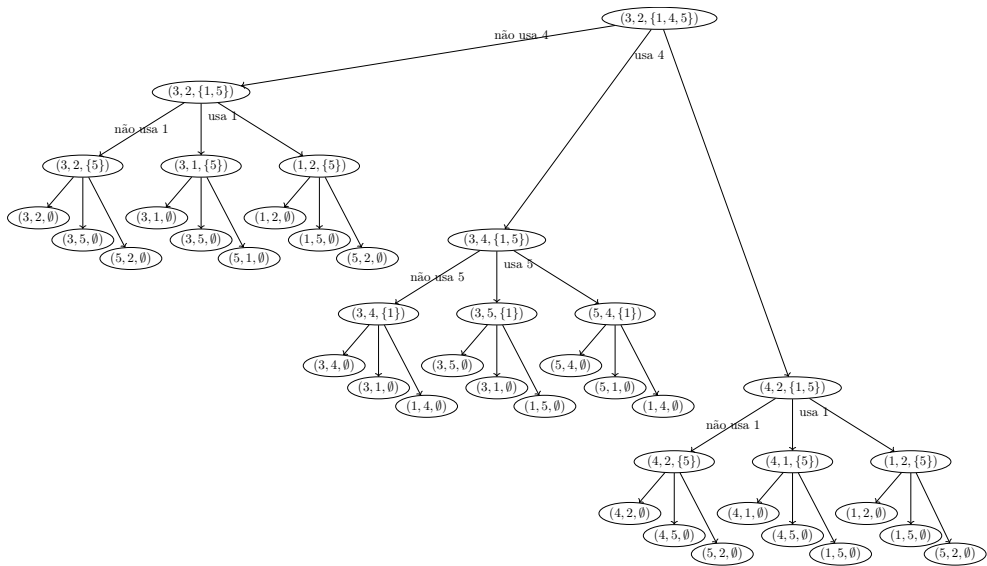 (3, 2, {1, 4, 5})
não usa 4
usa 4
(3, 2, {1, 5})
não usa 1
usa 1
(3, 2, {5})
(3, 1, {5})
(1, 2, {5})
(3, 2, ∅)
(3, 5, ∅)
(5, 2, ∅)
(3, 1, ∅)
(3, 5, ∅)
(5, 1, ∅)
(1, 2, ∅)
(1, 5, ∅)
(5, 2, ∅)
(3, 4, {1, 5})
não usa 5
usa 5
(3, 4, {1})
(3, 5, {1})
(5, 4, {1})
(3, 4, ∅)
(3, 1, ∅)
(1, 4, ∅)
(3, 5, ∅)
(3, 1, ∅)
(1, 5, ∅)
(5, 4, ∅)
(5, 1, ∅)
(1, 4, ∅)
(4, 2, {1, 5})
não usa 1
usa 1
(4, 2, {5})
(4, 1, {5})
(1, 2, {5})
(4, 2, ∅)
(4, 5, ∅)
(5, 2, ∅)
(4, 1, ∅)
(4, 5, ∅)
(1, 5, ∅)
(1, 2, ∅)
(1, 5, ∅)
(5, 2, ∅)